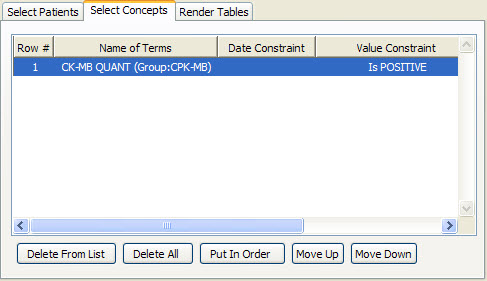 Select Patients Select Concepts Render Tables
Row # Name of Terms Date Constraint Value Constraint
1 CK-MB QUANT (Group:CPK-MB) Is POSITIVE
Delete From List Delete All Put In Order Move Up Move Down